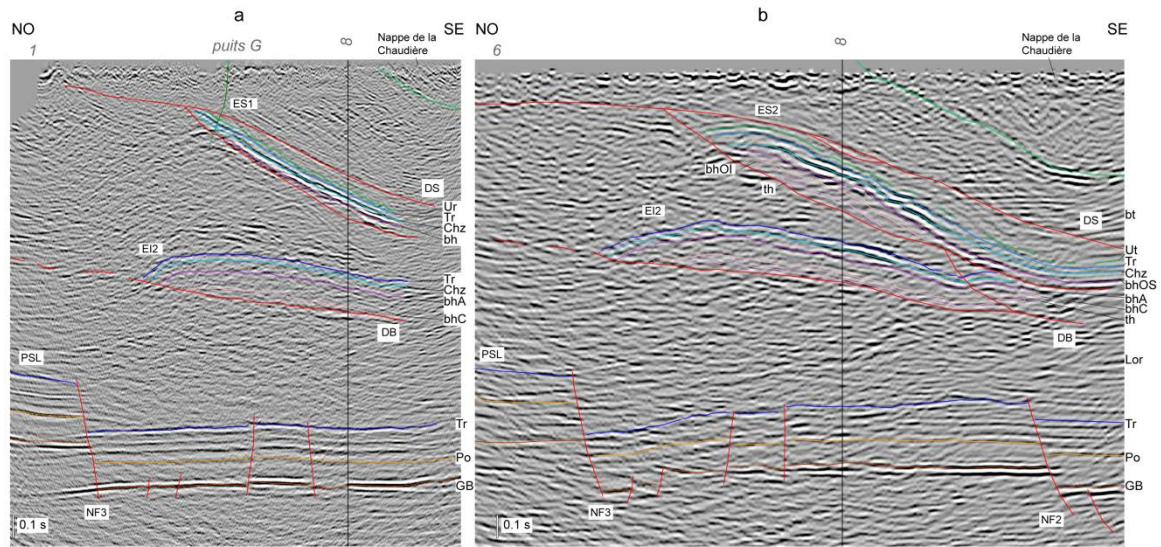 a
NO
1
puits G
8
Nappe de la
Chaudière
SE
ES1
DS
Ur
Tr
Chz
bh
EI2
Tr
Chz
bhA
bhC
DB
PSL
Tr
Po
GB
NF3
0.1 s
b
NO
6
8
Nappe de la
Chaudière
SE
ES2
bhOI
th
bt
DS
Ut
Tr
Chz
bhOS
bhA
bhC
th
EI2
DB
Lor
PSL
Tr
Po
GB
NF3
NF2
0.1 s